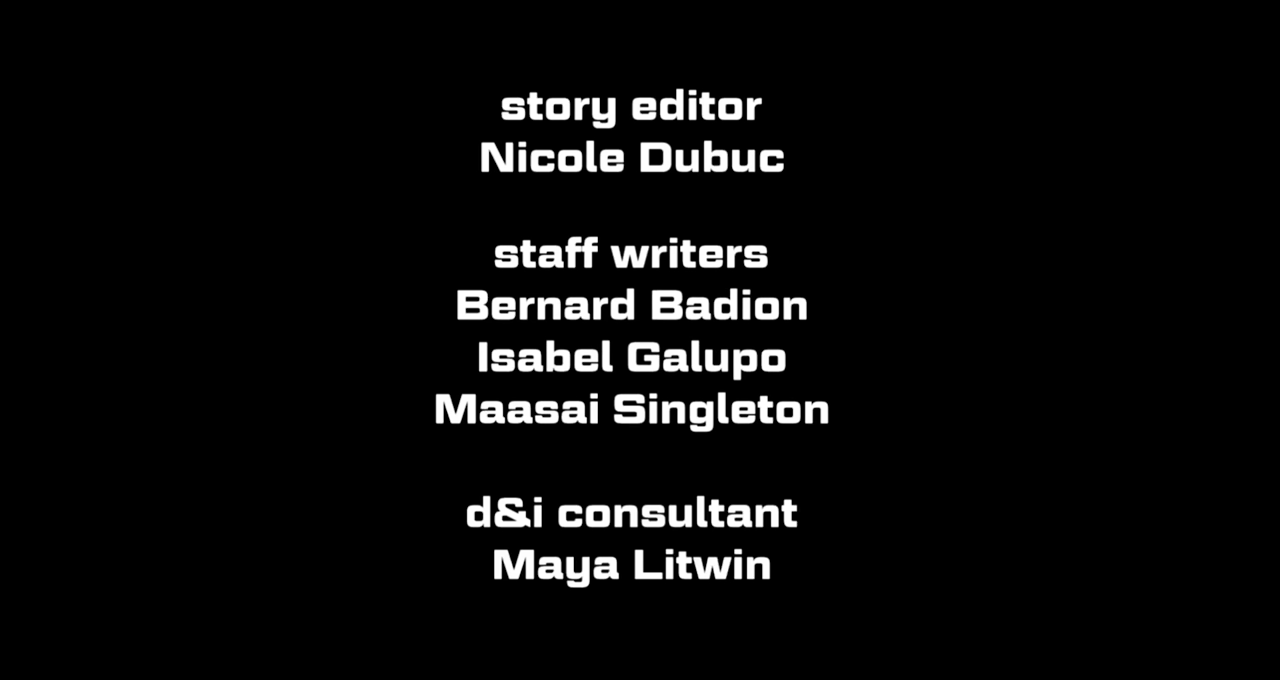 story editor
Nicole Dubuc
staff writers
Bernard Badion
Isabel Galupo
Maasai Singleton
d&i consultant
Maya Litwin